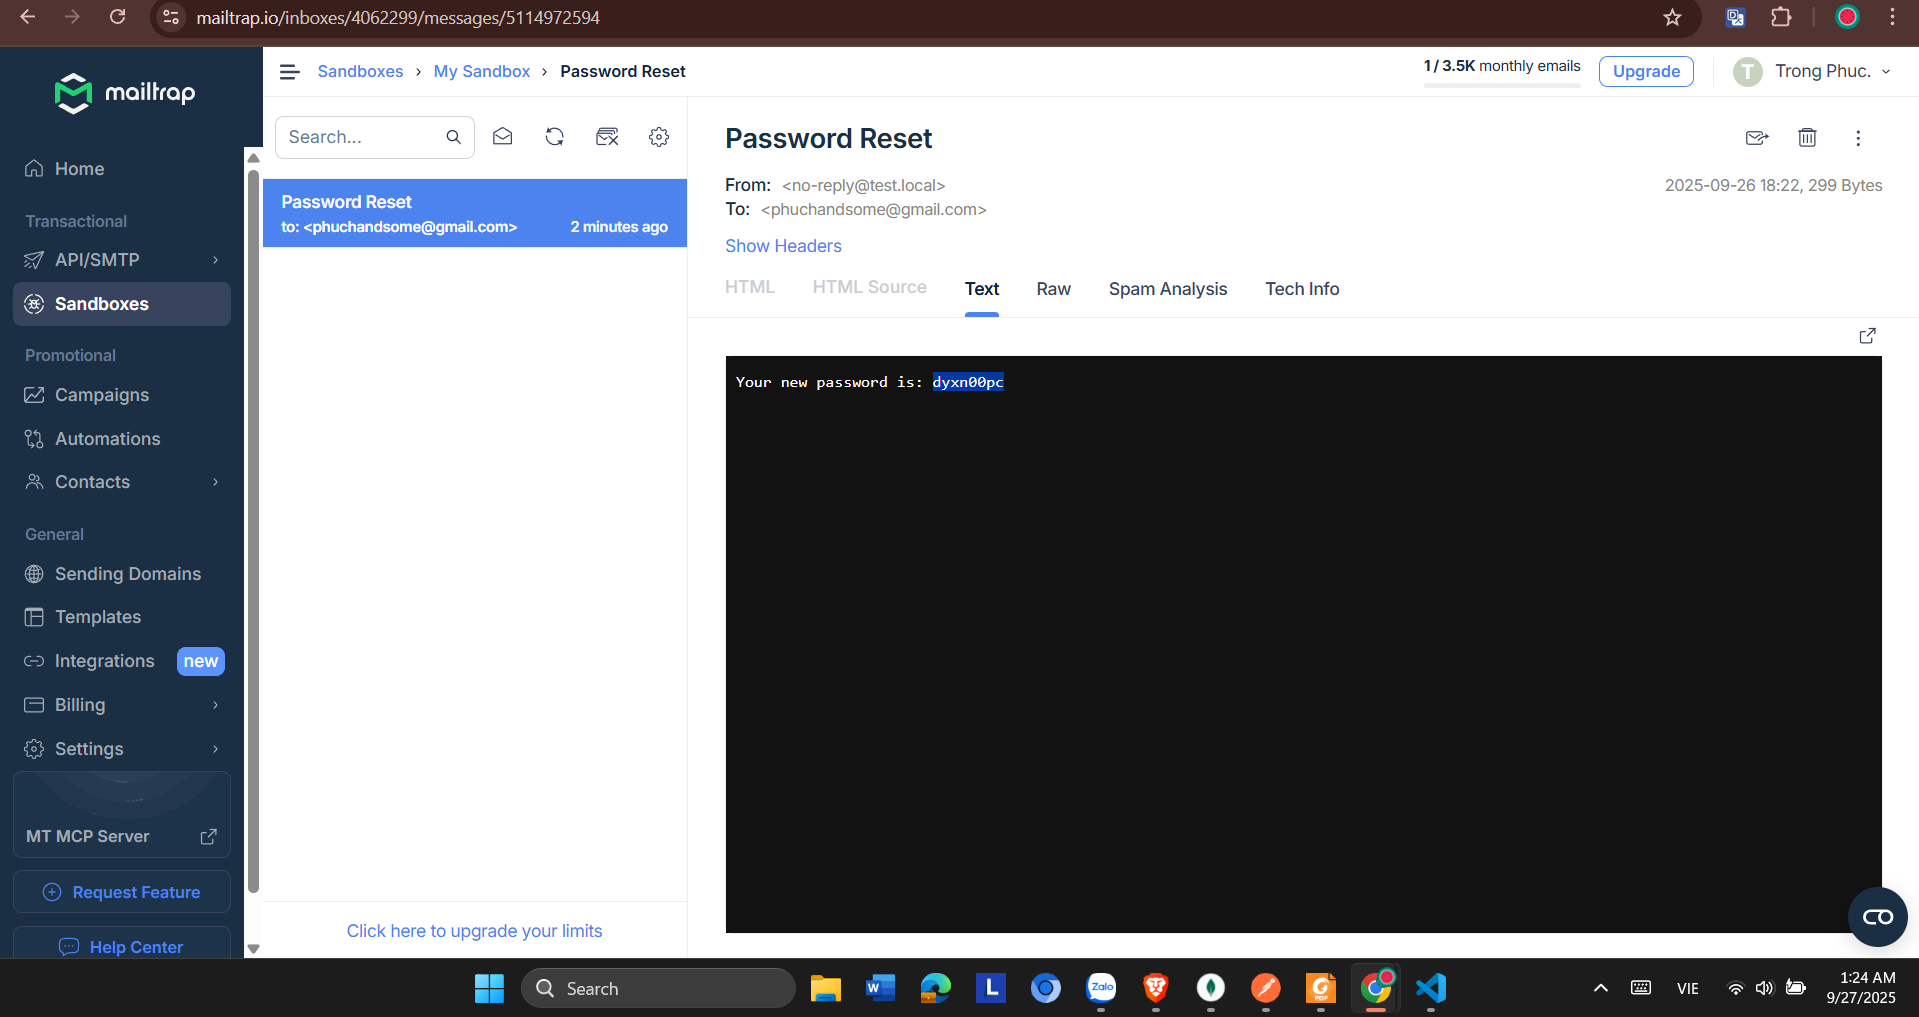 mailtrap.io/inboxes/4062299/messages/5114972594
mailtrap
Home
Transactional
API/SMTP
Sandboxes
Promotional
Campaigns
Automations
Contacts
General
Sending Domains
Templates
Integrations new
Billing
Settings
MT MCP Server
Request Feature
Help Center
Sandboxes › My Sandbox › Password Reset
1 / 3.5K monthly emails
Upgrade
T Trong Phuc.
Search...
Password Reset
to: <phuchandsome@gmail.com> 2 minutes ago
Click here to upgrade your limits
Password Reset
From: <no-reply@test.local>
2025-09-26 18:22, 299 Bytes
To: <phuchandsome@gmail.com>
Show Headers
HTML HTML Source Text Raw Spam Analysis Tech Info
Your new password is: dyxn00pc
Search
W
L
Zalo
PDF
VIE
1:24 AM
9/27/2025